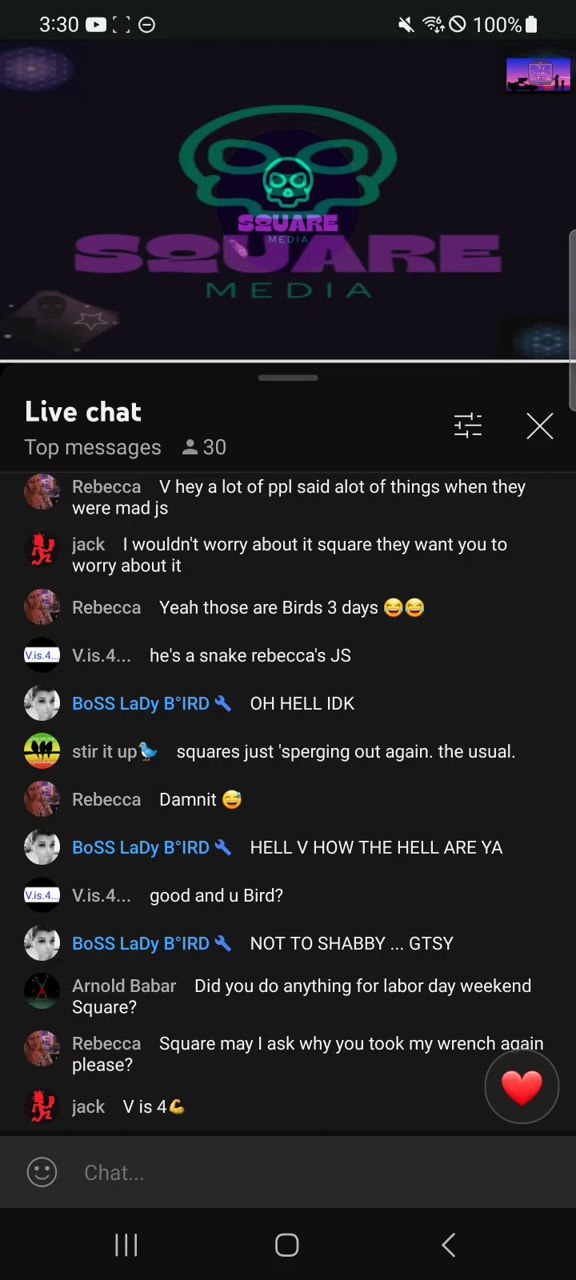 3:30
100%
SQUARE
MEDIA
SQUARE
MEDIA
Live chat
Top messages 30
Rebecca V hey a lot of ppl said alot of things when they
were mad js
jack I wouldn't worry about it square they want you to
worry about it
Rebecca Yeah those are Birds 3 days 😂😂
V.is.4... V.is.4... he's a snake rebecca's JS
BoSS LaDy B°IRD🔧 OH HELL IDK
stir it up🐦 squares just 'sperging out again. the usual.
Rebecca Damnit 😅
BoSS LaDy B°IRD🔧 HELL V HOW THE HELL ARE YA
V.is.4... V.is.4... good and u Bird?
BoSS LaDy B°IRD🔧 NOT TO SHABBY ... GTSY
Arnold Babar Did you do anything for labor day weekend
Square?
Rebecca Square may I ask why you took my wrench again
please?
jack V is 4💪
Chat...